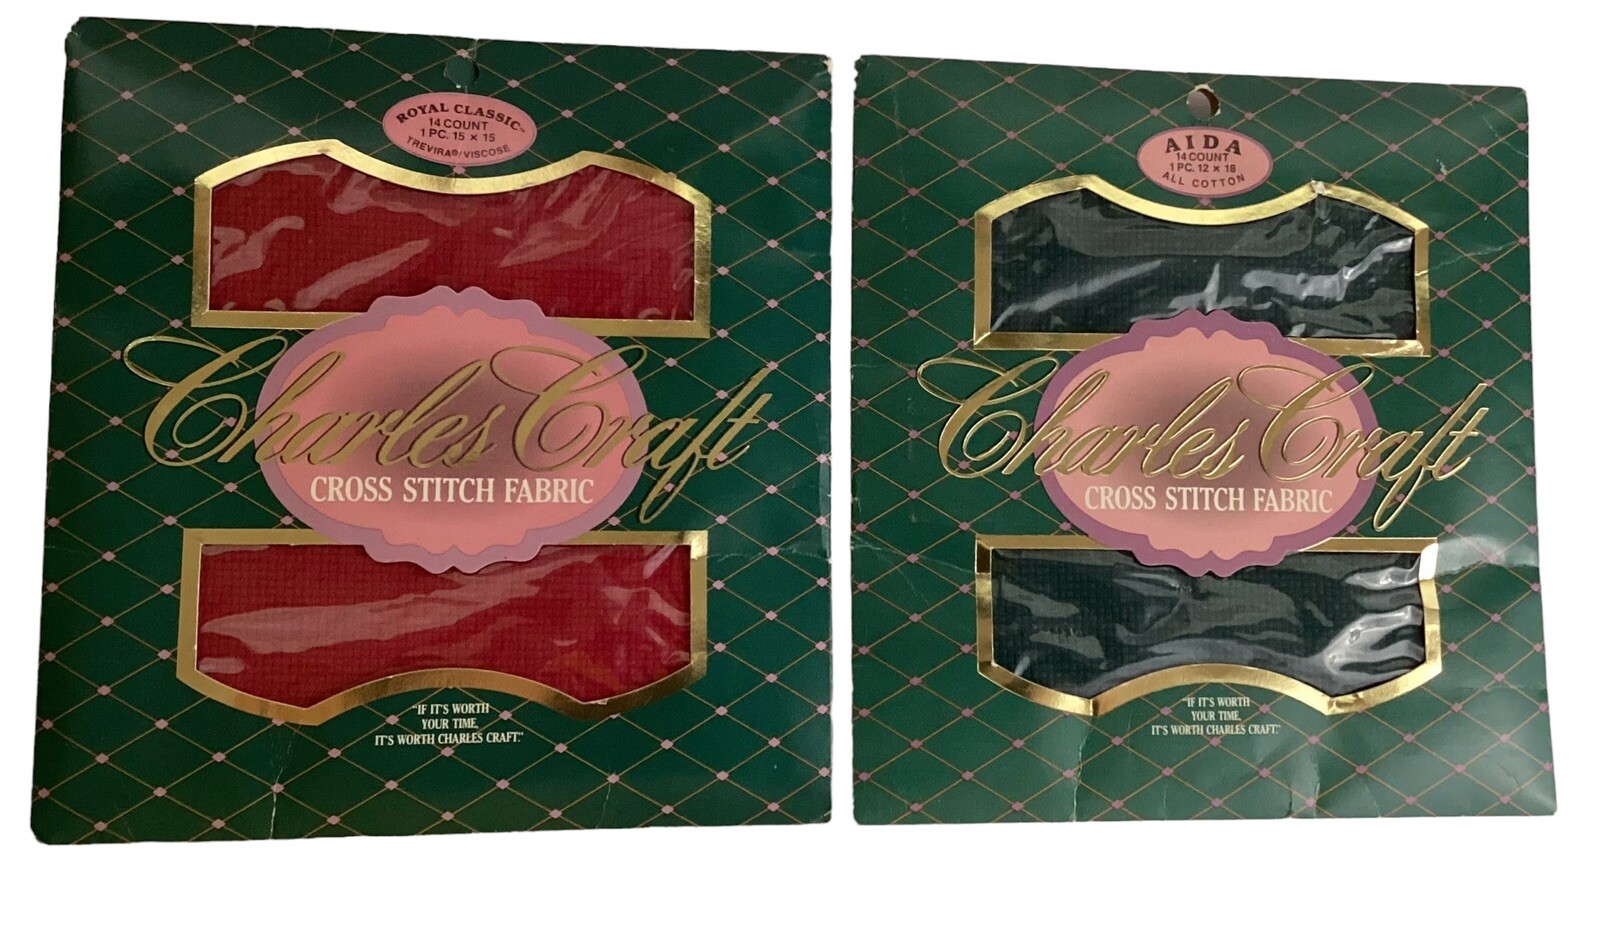 ROYAL CLASSIC™
14 COUNT
1 PC. 15 × 15
TREVIRA®/VISCOSE
Charles Craft
CROSS STITCH FABRIC
"IF IT'S WORTH
YOUR TIME,
IT'S WORTH CHARLES CRAFT."
AIDA
14 COUNT
1 PC. 12 × 18
ALL COTTON
Charles Craft
CROSS STITCH FABRIC
"IF IT'S WORTH
YOUR TIME,
IT'S WORTH CHARLES CRAFT."